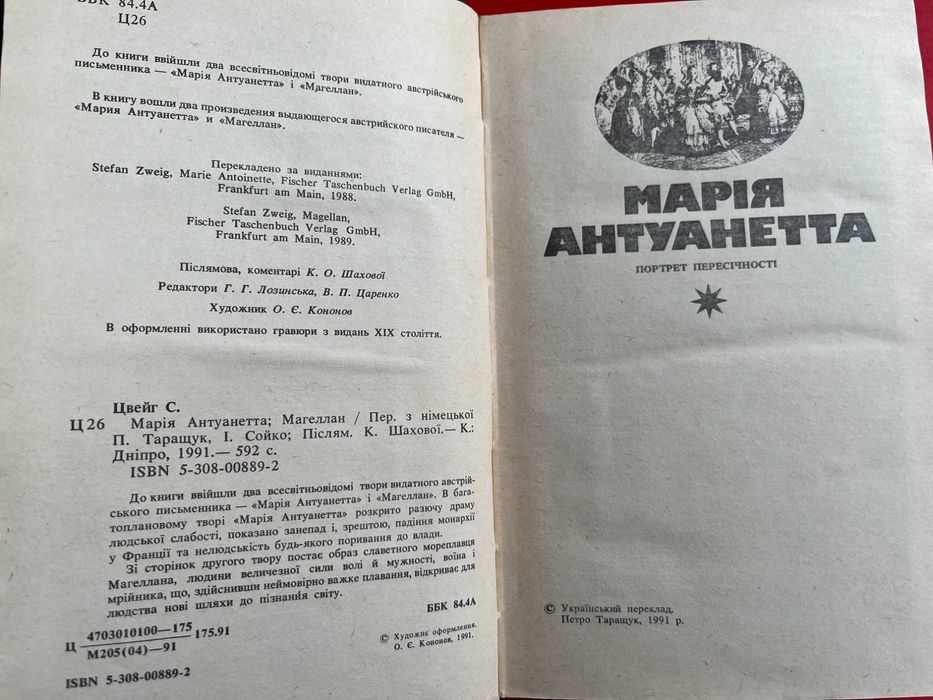 ББК 84.4А
Ц26
До книги ввійшли два всесвітньовідомі твори видатного австрійського
письменника — «Марія Антуанетта» і «Магеллан».
В книгу вошли два произведения выдающегося австрийского писателя —
«Мария Антуанетта» и «Магеллан».
Перекладено за виданнями:
Stefan Zweig, Marie Antoinette, Fischer Taschenbuch Verlag GmbH,
Frankfurt am Main, 1988.
Stefan Zweig, Magellan,
Fischer Taschenbuch Verlag GmbH,
Frankfurt am Main, 1989.
Післямова, коментарі К. О. Шахової
Редактори Г. Г. Лозинська, В. П. Царенко
Художник О. Є. Кононов
В оформленні використано гравюри з видань XIX століття.
Цвейг С.
Ц 26 Марія Антуанетта; Магеллан / Пер. з німецької
П. Таращук, І. Сойко; Післям. К. Шахової.— К.:
Дніпро, 1991.— 592 с.
ISBN 5-308-00889-2
До книги ввійшли два всесвітньовідомі твори видатного австрій-
ського письменника — «Марія Антуанетта» і «Магеллан». В бага-
топлановому творі «Марія Антуанетта» розкрито разючу драму
людської слабості, показано занепад і, зрештою, падіння монархії
у Франції та нелюдськість будь-якого поривання до влади.
Зі сторінок другого твору постає образ славетного мореплавця
Магеллана, людини величезної сили волі й мужності, воїна і
мрійника, що, здійснивши неймовірно важке плавання, відкриває для
людства нові шляхи до пізнання світу.
Ц 4703010100—175
М205(04)—91 175.91
ББК 84.4А
ISBN 5-308-00889-2
© Художнє оформлення.
О. Є. Кононов, 1991.
МАРІЯ
АНТУАНЕТТА
ПОРТРЕТ ПЕРЕСІЧНОСТІ
© Український переклад.
Петро Таращук, 1991 р.